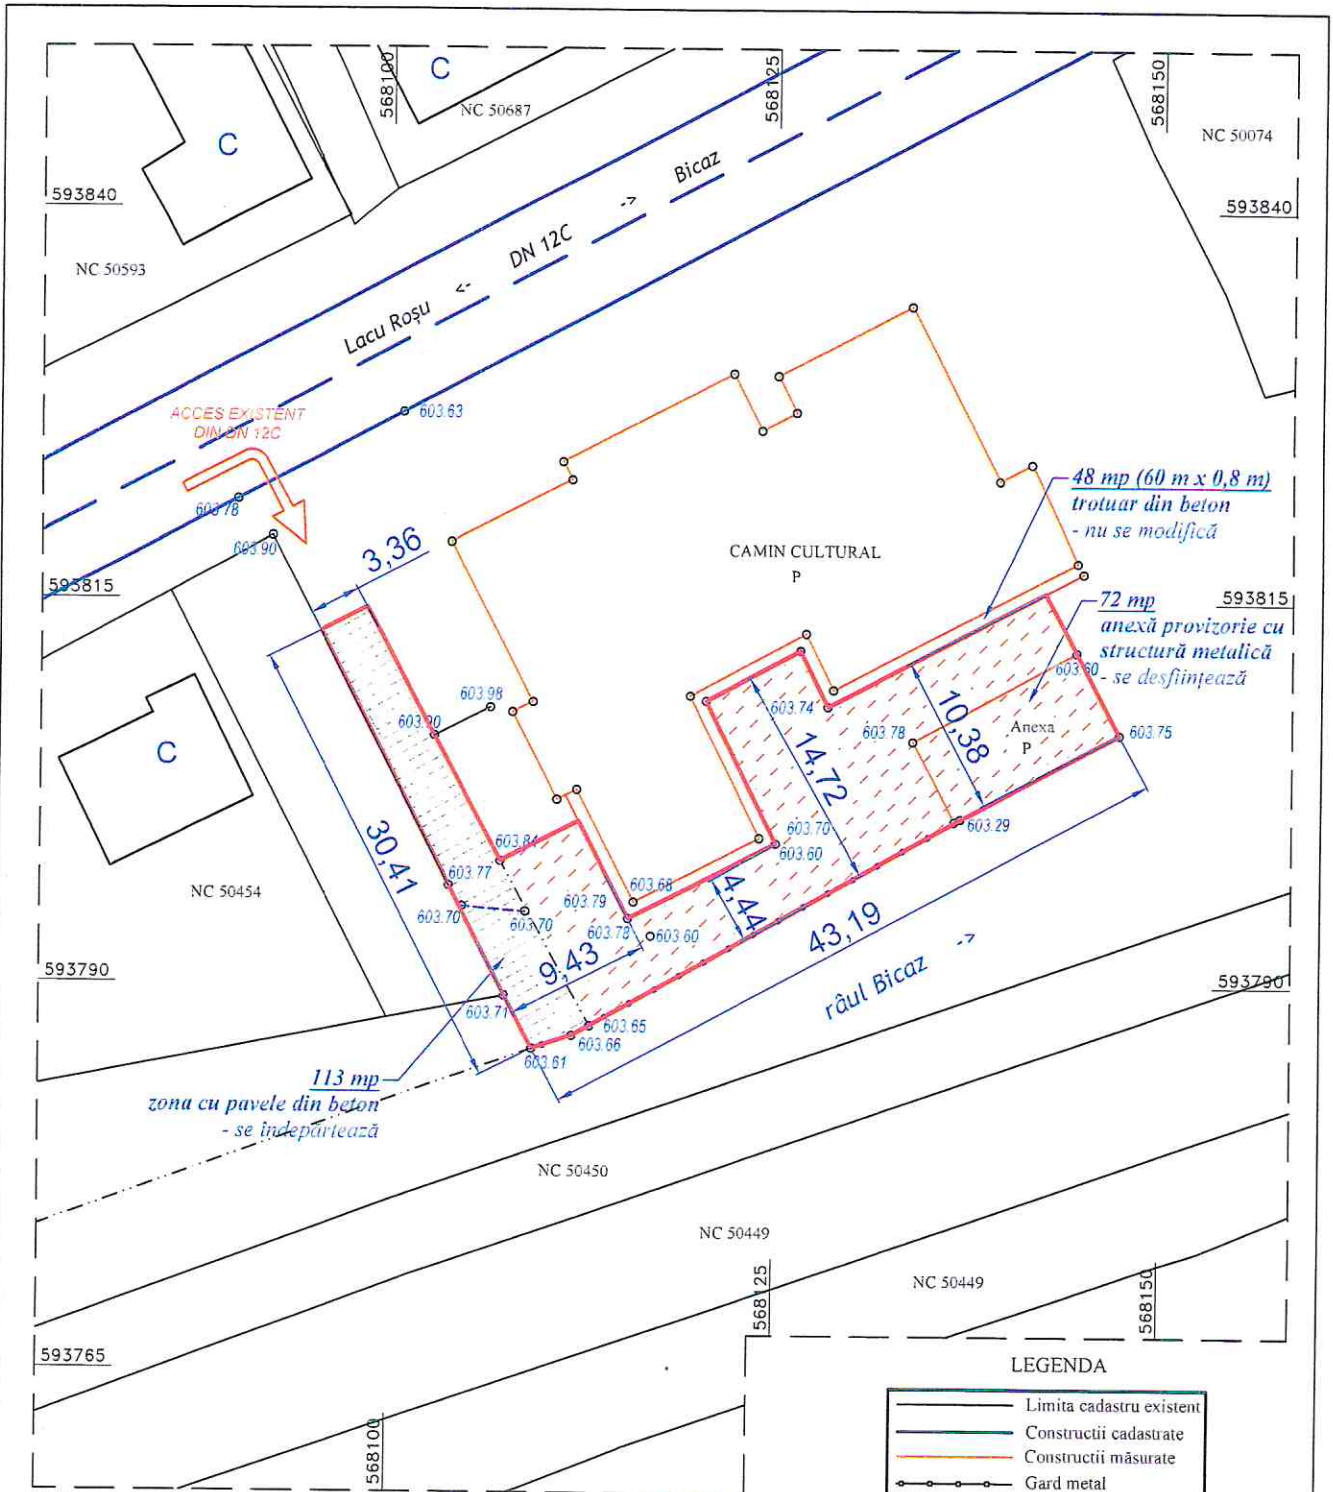 568100
C
568125
568150
NC 50687
C
NC 50074
593840
593840
Bicaz
->
DN 12C
<-
Lacu Roșu
NC 50593
ACCES EXISTENT
DIN DN 12C
603.63
603.78
603.90
3,36
48 mp (60 m x 0,8 m)
trotuar din beton
- nu se modifică
CAMIN CULTURAL
P
593815
593815
72 mp
anexă provizorie cu
structură metalică
- se desființează
603.60
603.98
603.90
603.74
603.78
10,38
Anexa
P
603.75
C
14,72
30,41
603.84
603.70
603.60
603.29
NC 50454
603.77
603.70
603.70
603.79
603.68
603.78
603.60
4,44
43,19
9,43
593790
593790
râul Bicaz
->
603.71
603.65
603.66
603.61
113 mp
zona cu pavele din beton
- se îndepărtează
NC 50450
NC 50449
NC 50449
568125
568150
593765
568100
LEGENDA
Limita cadastru existent
Constructii cadastrate
Constructii măsurate
Gard metal